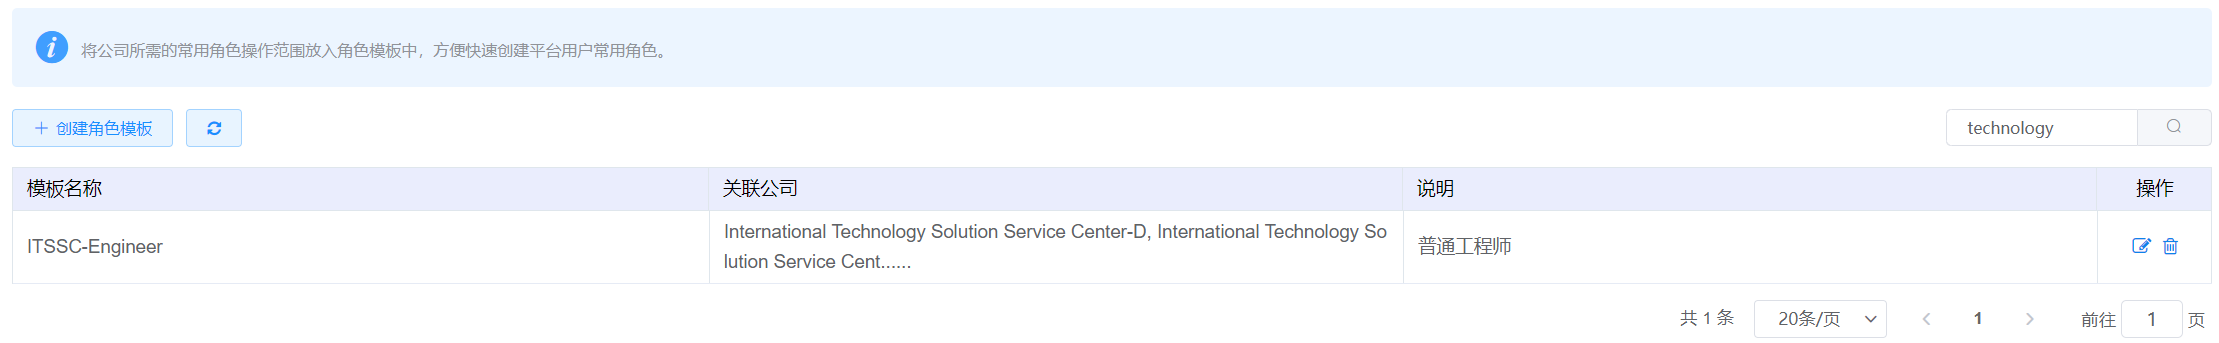 将公司所需的常用角色操作范围放入角色模板中，方便快速创建平台用户常用角色。
创建角色模板
technology
模板名称 关联公司 说明 操作
ITSSC-Engineer
International Technology Solution Service Center-D, International Technology So
lution Service Cent......
普通工程师
共 1 条 20条/页 1 前往 1 页